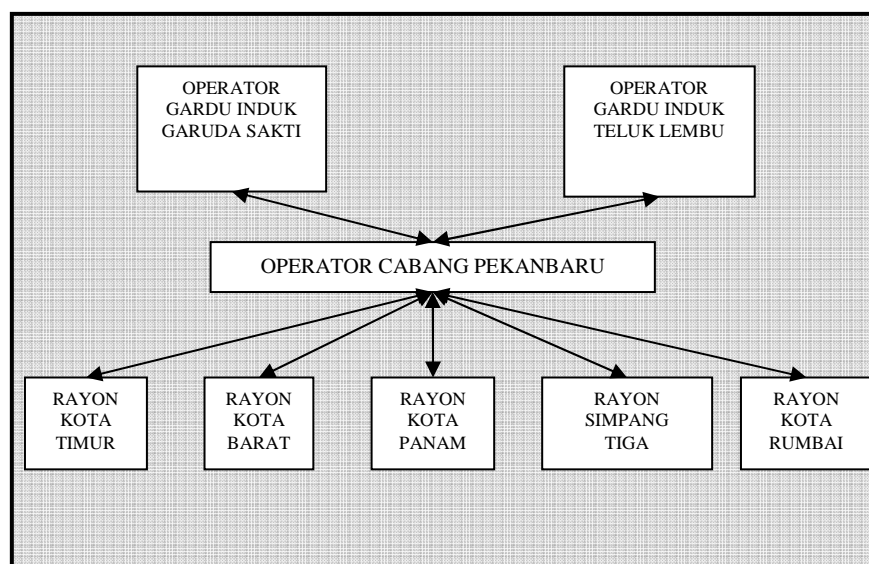 OPERATOR
GARDU INDUK
GARUDA SAKTI
OPERATOR
GARDU INDUK
TELUK LEMBU
OPERATOR CABANG PEKANBARU
RAYON
KOTA
TIMUR
RAYON
KOTA
BARAT
RAYON
KOTA
PANAM
RAYON
SIMPANG
TIGA
RAYON
KOTA
RUMBAI